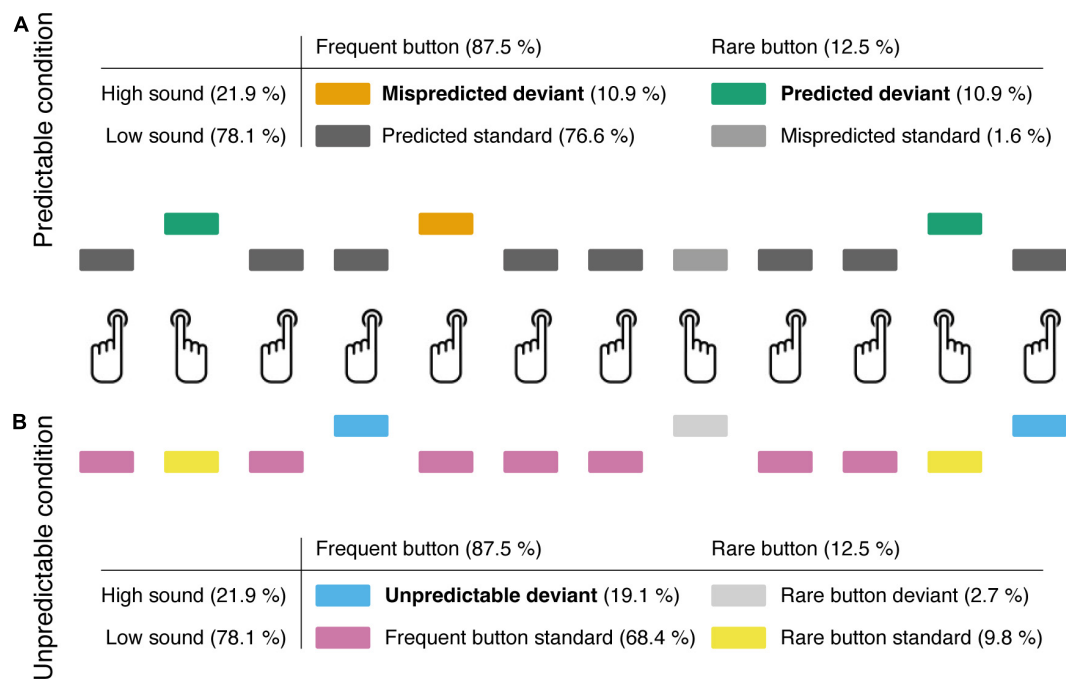 A
Predictable condition
Frequent button (87.5 %) Rare button (12.5 %)
High sound (21.9 %) Mispredicted deviant (10.9 %) Predicted deviant (10.9 %)
Low sound (78.1 %) Predicted standard (76.6 %) Mispredicted standard (1.6 %)
B
Unpredictable condition
Frequent button (87.5 %) Rare button (12.5 %)
High sound (21.9 %) Unpredictable deviant (19.1 %) Rare button deviant (2.7 %)
Low sound (78.1 %) Frequent button standard (68.4 %) Rare button standard (9.8 %)